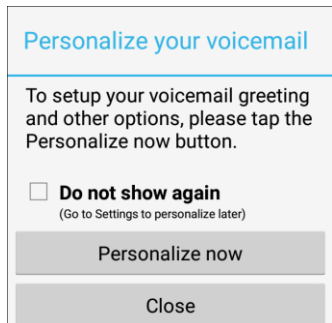 Personalize your voicemail
To setup your voicemail greeting
and other options, please tap the
Personalize now button.
Do not show again
(Go to Settings to personalize later)
Personalize now
Close